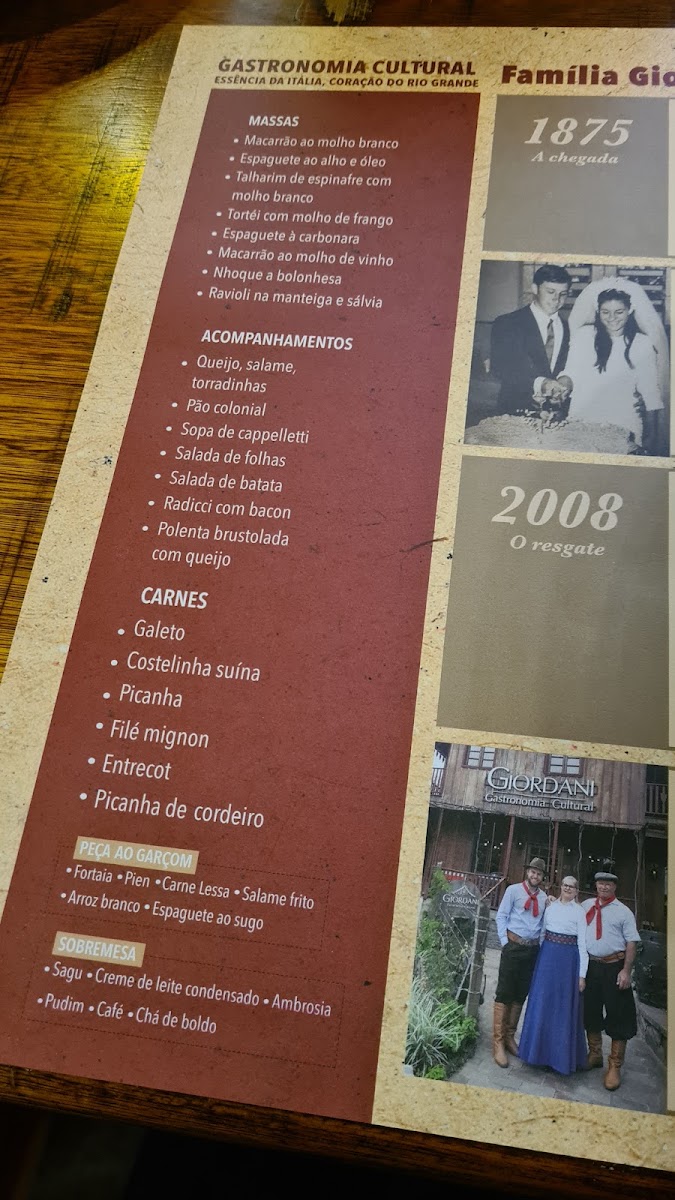 GASTRONOMIA CULTURAL
ESSÊNCIA DA ITÁLIA, CORAÇÃO DO RIO GRANDE
MASSAS
• Macarrão ao molho branco
• Espaguete ao alho e óleo
• Talharim de espinafre com
molho branco
• Tortéi com molho de frango
• Espaguete à carbonara
• Macarrão ao molho de vinho
• Nhoque a bolonhesa
• Ravioli na manteiga e sálvia
ACOMPANHAMENTOS
• Queijo, salame,
torradinhas
• Pão colonial
• Sopa de cappelletti
• Salada de folhas
• Salada de batata
• Radicci com bacon
• Polenta brustolada
com queijo
CARNES
• Galeto
• Costelinha suína
• Picanha
• Filé mignon
• Entrecot
• Picanha de cordeiro
PEÇA AO GARÇOM
• Fortaia • Pien • Carne Lessa • Salame frito
• Arroz branco • Espaguete ao sugo
SOBREMESA
• Sagu • Creme de leite condensado • Ambrosia
• Pudim • Café • Chá de boldo
Família Gio
1875
A chegada
2008
O resgate
GIORDANI
Gastronomia Cultural
GIORDANI